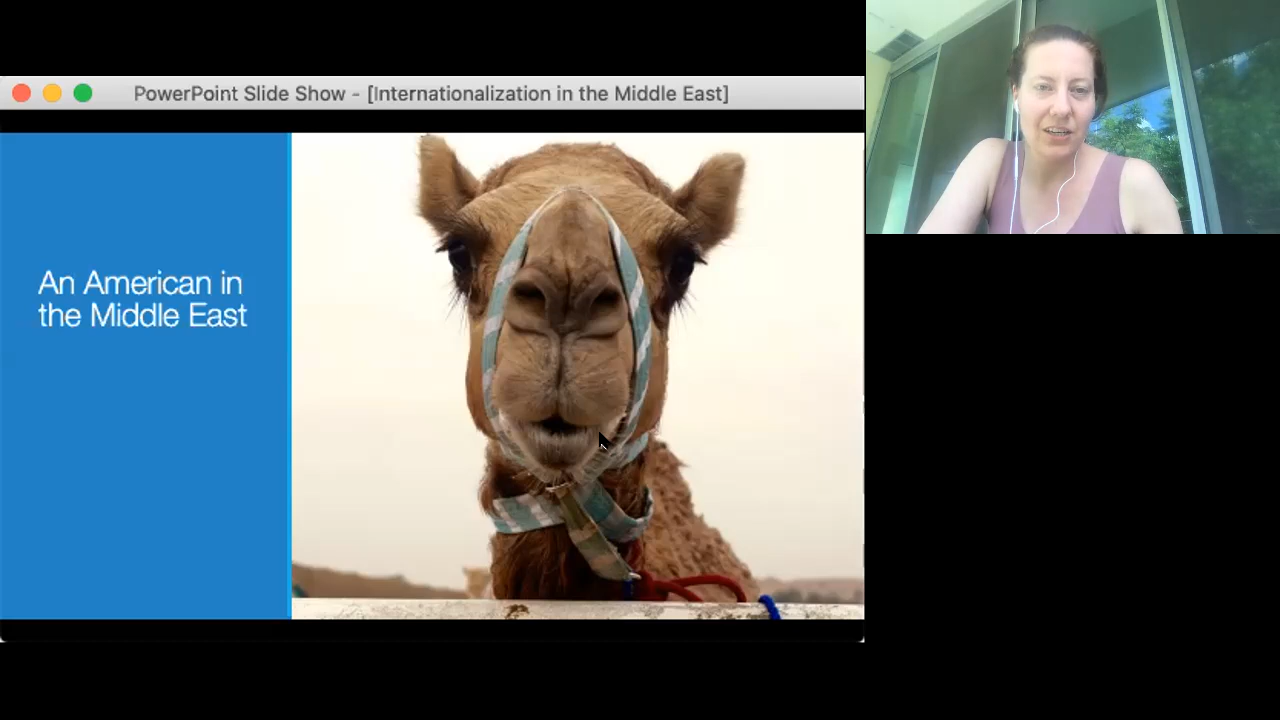 PowerPoint Slide Show - [Internationalization in the Middle East]
An American in
the Middle East